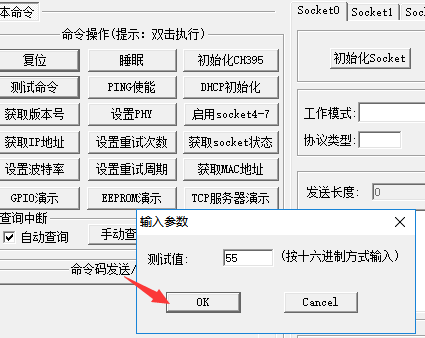 本命令
Socket0 Socket1 Soc
命令操作(提示: 双击执行)
复位 睡眠 初始化CH395
初始化Socket
测试命令 PING使能 DHCP初始化
获取版本号 设置PHY 启用socket4-7
工作模式:
获取IP地址 设置重试次数 获取socket状态
协议类型:
设置波特率 设置重试周期 获取MAC地址
GPIO演示 EEPROM演示 TCP服务器演示
发送长度: 0
查询中断
自动查询 手动查
命令码发送/
输入参数
测试值: 55 (按十六进制方式输入)
OK Cancel